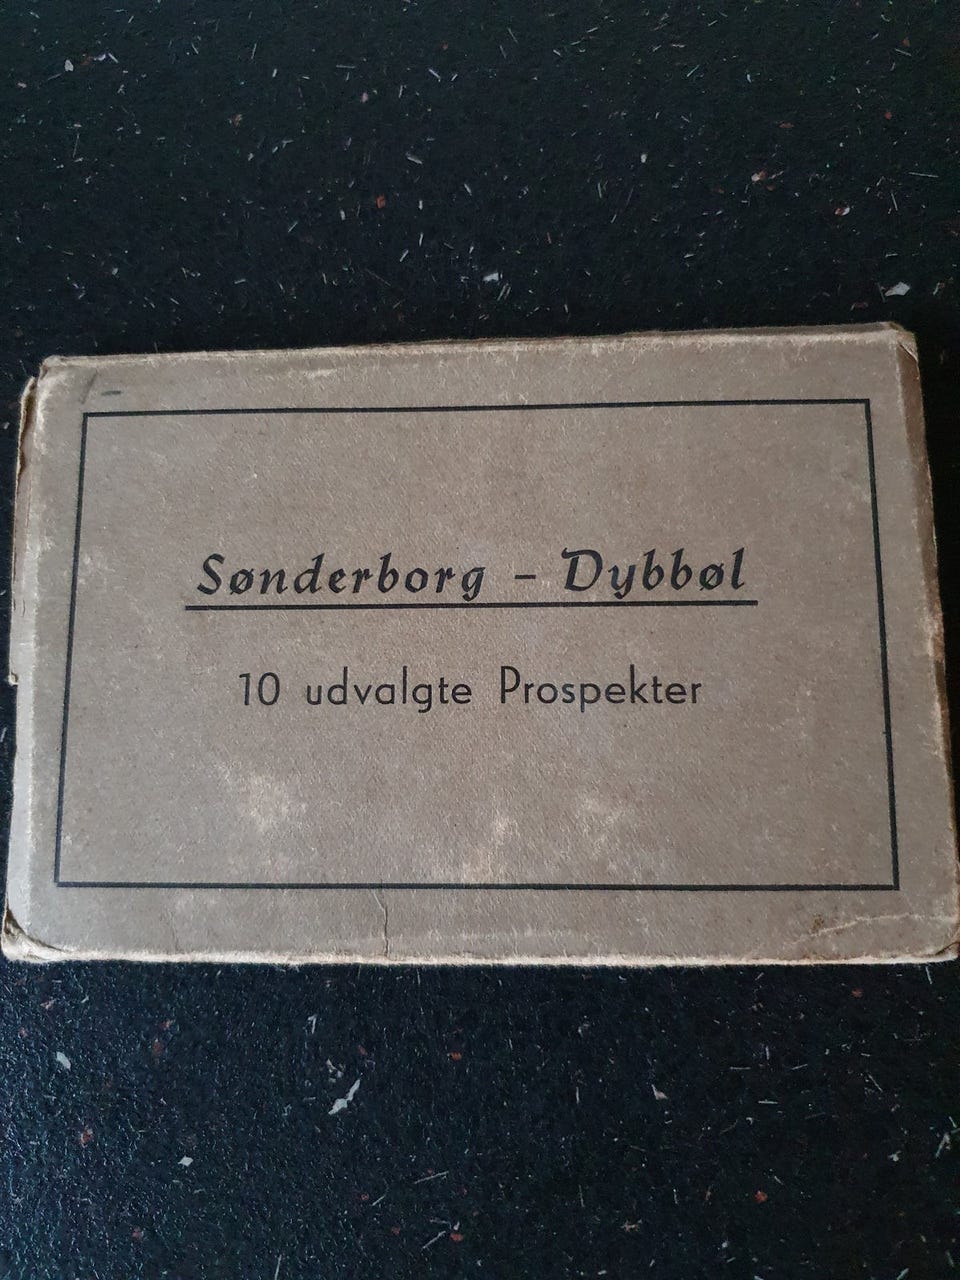 Sønderborg – Dybbøl
10 udvalgte Prospekter